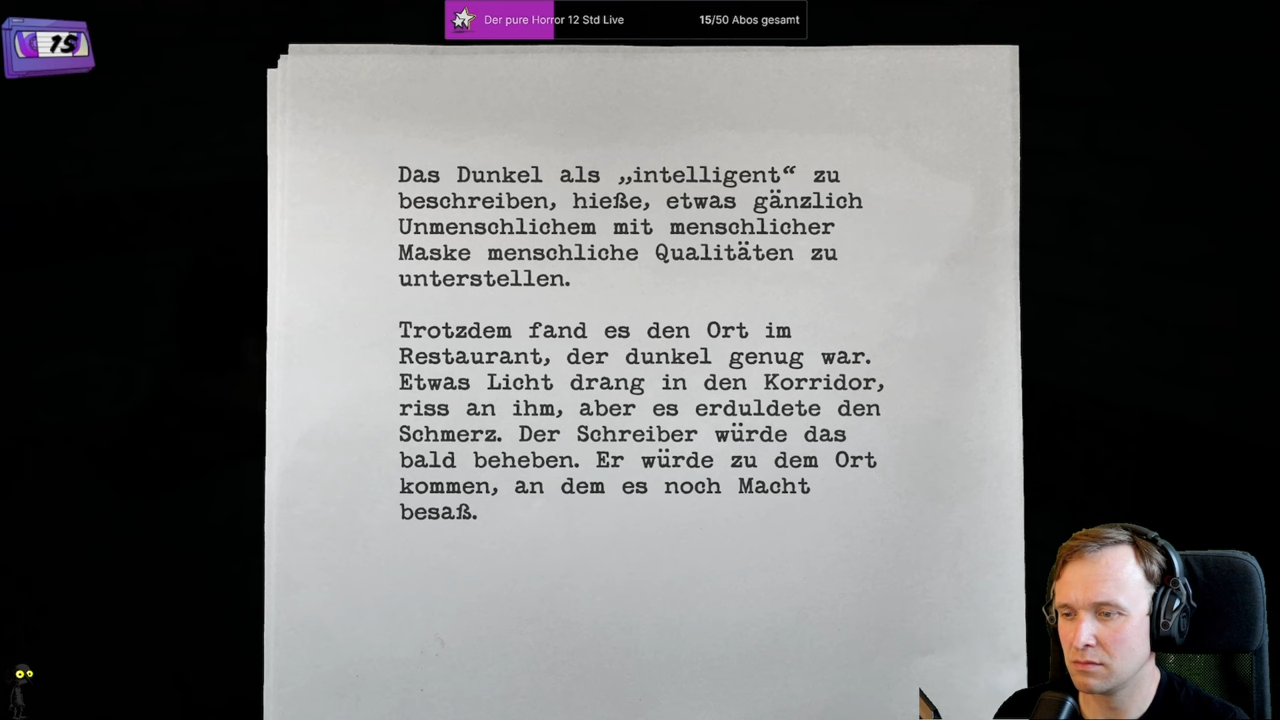 15
Der pure Horror 12 Std Live
15/50 Abos gesamt
Das Dunkel als „intelligent“ zu
beschreiben, hieße, etwas gänzlich
Unmenschlichem mit menschlicher
Maske menschliche Qualitäten zu
unterstellen.
Trotzdem fand es den Ort im
Restaurant, der dunkel genug war.
Etwas Licht drang in den Korridor,
riss an ihm, aber es erduldete den
Schmerz. Der Schreiber würde das
bald beheben. Er würde zu dem Ort
kommen, an dem es noch Macht
besaß.